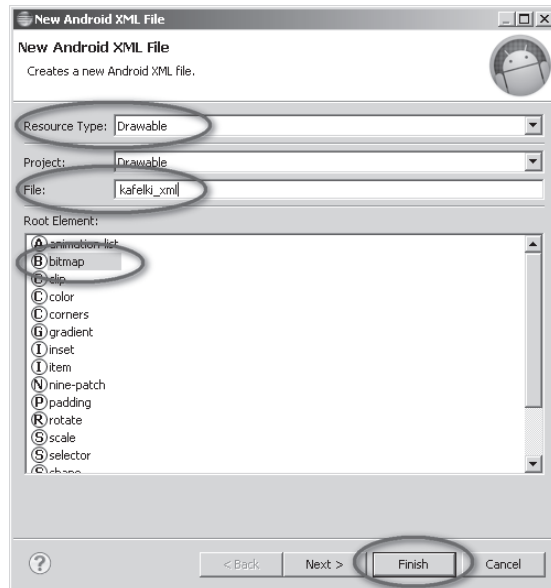 New Android XML File
New Android XML File
Creates a new Android XML file.
Resource Type: Drawable
Project: Drawable
File: kafelki_xml
Root Element:
A animation-list
B bitmap
C clip
C color
C corners
G gradient
I inset
I item
N nine-patch
P padding
R rotate
S scale
S selector
S shape
? < Back Next > Finish Cancel